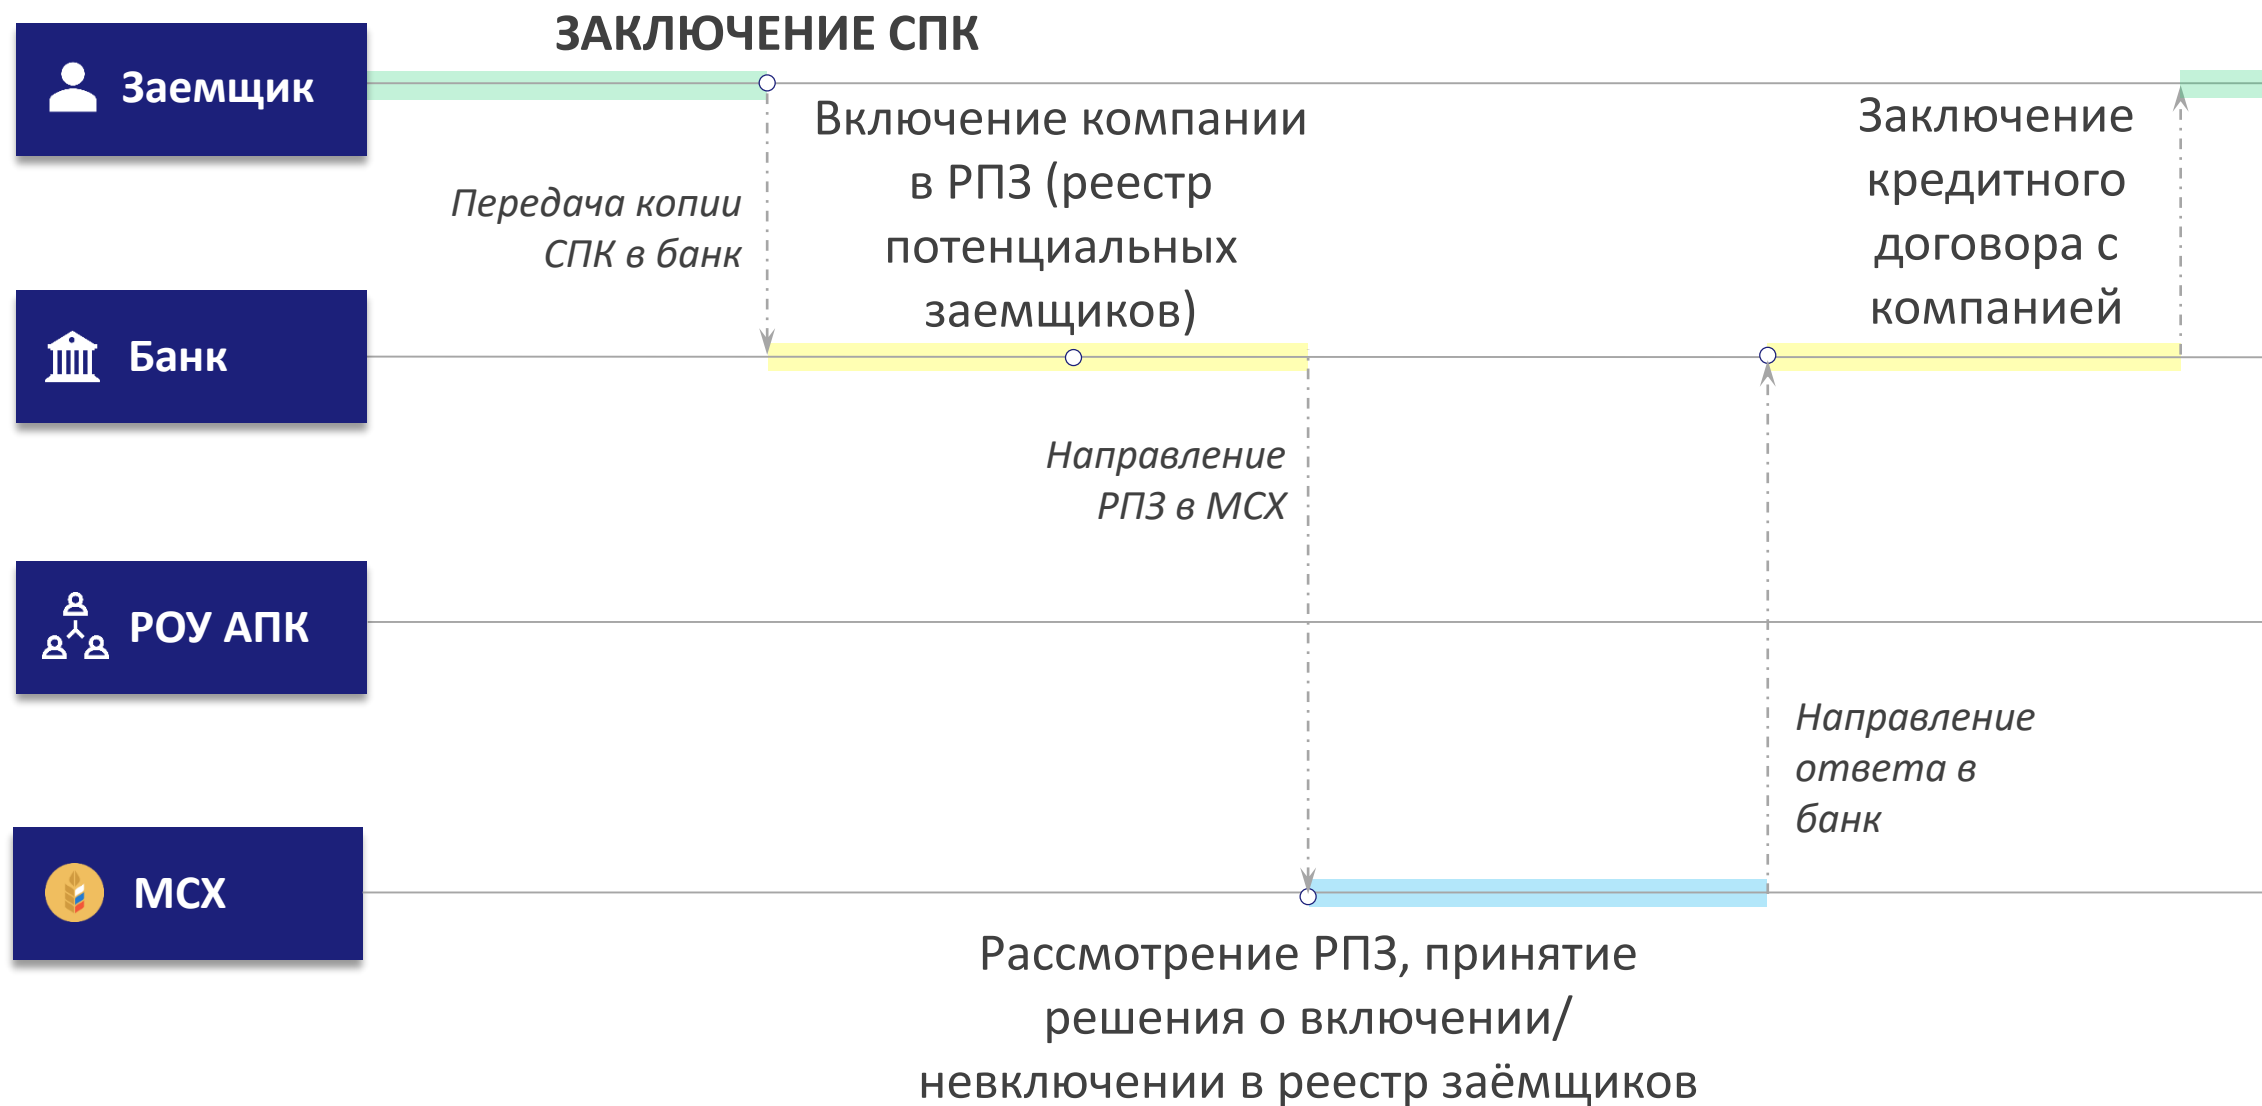 ЗАКЛЮЧЕНИЕ СПК
Заемщик
Включение компании
в РПЗ (реестр
потенциальных
заемщиков)
Заключение
кредитного
договора с
компанией
Передача копии
СПК в банк
Банк
Направление
РПЗ в МСХ
РОУ АПК
Направление
ответа в
банк
МСХ
Рассмотрение РПЗ, принятие
решения о включении/
невключении в реестр заёмщиков